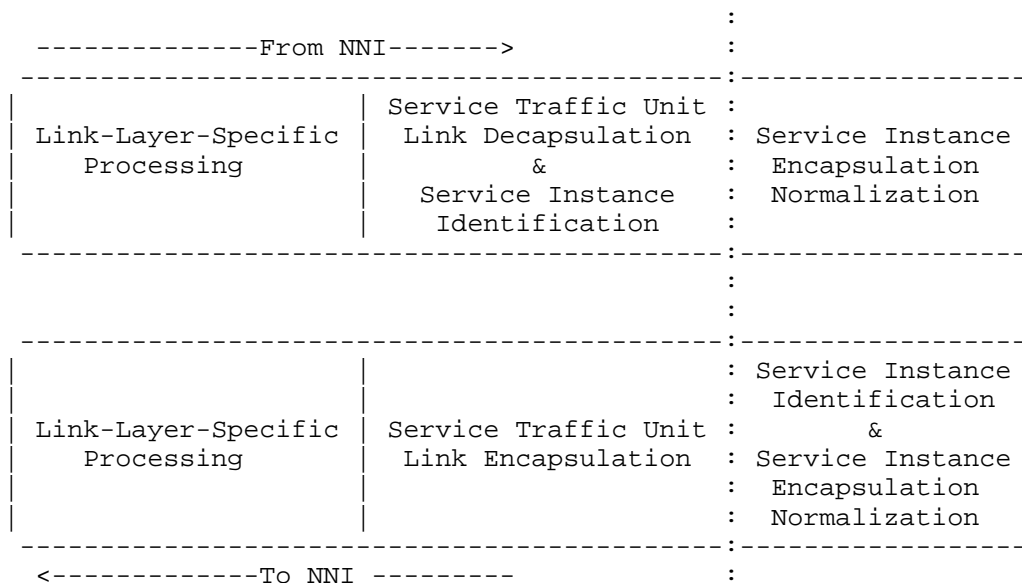 :
--------------From NNI-------> :
--------------------------------------------:------------------
| | Service Traffic Unit :
| Link-Layer-Specific | Link Decapsulation : Service Instance
| Processing | & : Encapsulation
| | Service Instance : Normalization
| | Identification :
--------------------------------------------:------------------
:
:
--------------------------------------------:------------------
| | : Service Instance
| | : Identification
| Link-Layer-Specific | Service Traffic Unit : &
| Processing | Link Encapsulation : Service Instance
| | : Encapsulation
| | : Normalization
--------------------------------------------:------------------
<-------------To NNI --------- :